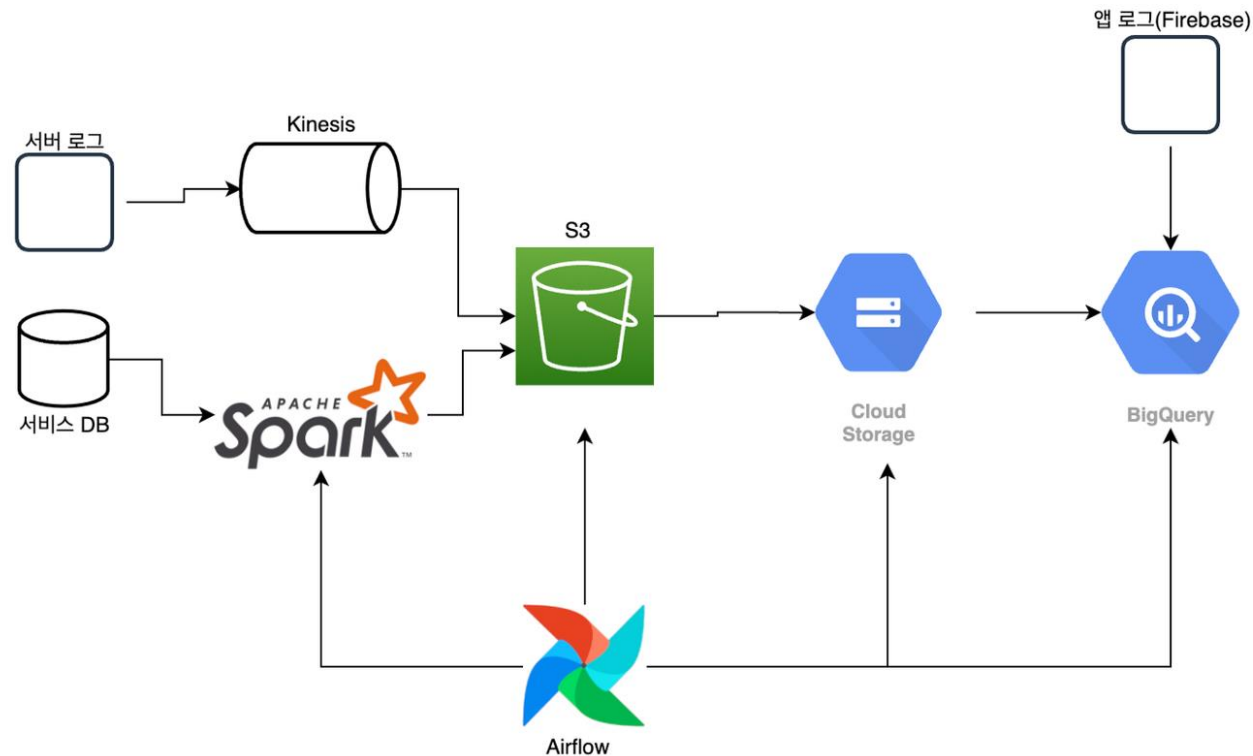 앱 로그(Firebase)
서버 로그
Kinesis
S3
서비스 DB
APACHE
Spark
TM
Cloud
Storage
BigQuery
Airflow